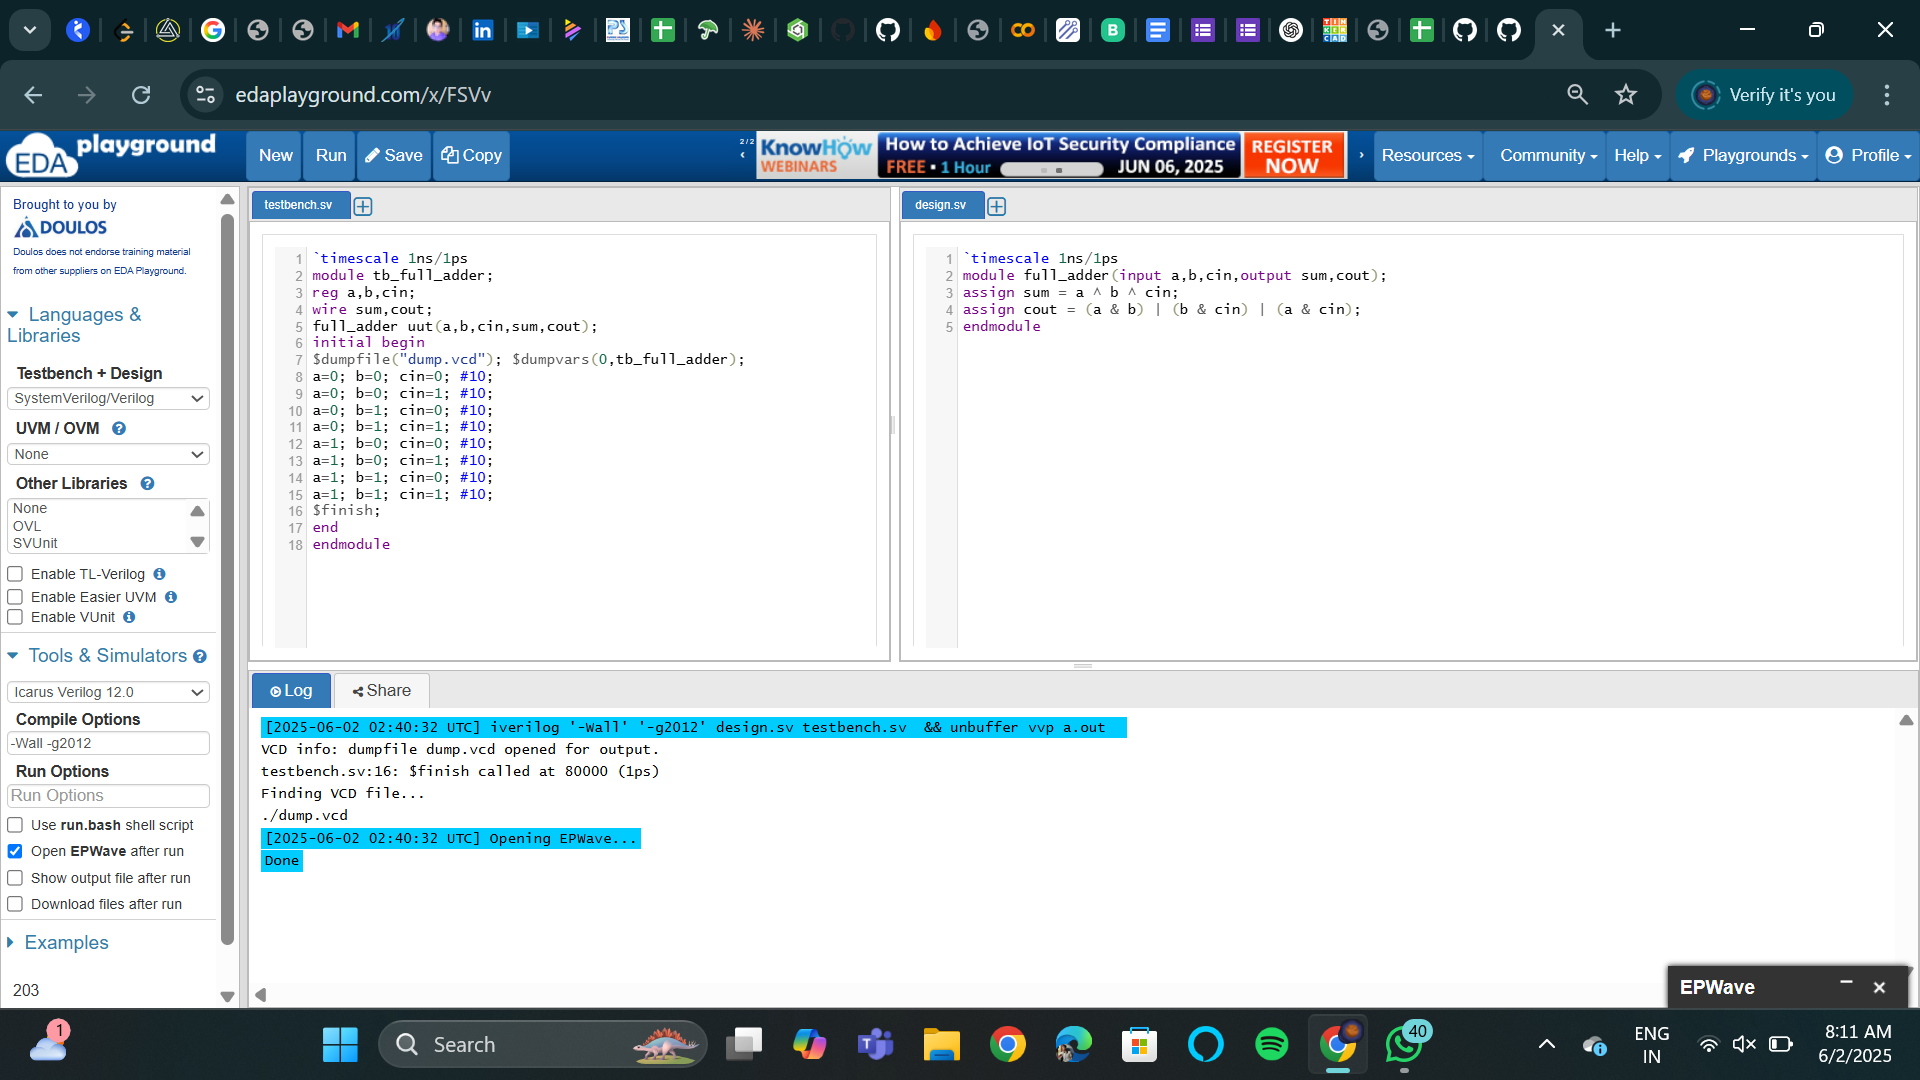 edaplayground.com/x/FSVv
Verify it's you
EDA playground
New
Run
Save
Copy
2/2
KnowHow
WEBINARS
How to Achieve IoT Security Compliance
FREE • 1 Hour
JUN 06, 2025
REGISTER
NOW
Resources
Community
Help
Playgrounds
Profile
Brought to you by
DOULOS
Doulos does not endorse training material
from other suppliers on EDA Playground.
Languages &
Libraries
Testbench + Design
SystemVerilog/Verilog
UVM / OVM
None
Other Libraries
None
OVL
SVUnit
Enable TL-Verilog
Enable Easier UVM
Enable VUnit
Tools & Simulators
Icarus Verilog 12.0
Compile Options
-Wall -g2012
Run Options
Run Options
Use run.bash shell script
Open EPWave after run
Show output file after run
Download files after run
Examples
203
testbench.sv
1 `timescale 1ns/1ps
2 module tb_full_adder;
3 reg a,b,cin;
4 wire sum,cout;
5 full_adder uut(a,b,cin,sum,cout);
6 initial begin
7 $dumpfile("dump.vcd"); $dumpvars(0,tb_full_adder);
8 a=0; b=0; cin=0; #10;
9 a=0; b=0; cin=1; #10;
10 a=0; b=1; cin=0; #10;
11 a=0; b=1; cin=1; #10;
12 a=1; b=0; cin=0; #10;
13 a=1; b=0; cin=1; #10;
14 a=1; b=1; cin=0; #10;
15 a=1; b=1; cin=1; #10;
16 $finish;
17 end
18 endmodule
design.sv
1 `timescale 1ns/1ps
2 module full_adder(input a,b,cin,output sum,cout);
3 assign sum = a ^ b ^ cin;
4 assign cout = (a & b) | (b & cin) | (a & cin);
5 endmodule
Log
Share
[2025-06-02 02:40:32 UTC] iverilog '-Wall' '-g2012' design.sv testbench.sv  && unbuffer vvp a.out
VCD info: dumpfile dump.vcd opened for output.
testbench.sv:16: $finish called at 80000 (1ps)
Finding VCD file...
./dump.vcd
[2025-06-02 02:40:32 UTC] Opening EPWave...
Done
EPWave
1
Search
40
ENG
IN
8:11 AM
6/2/2025